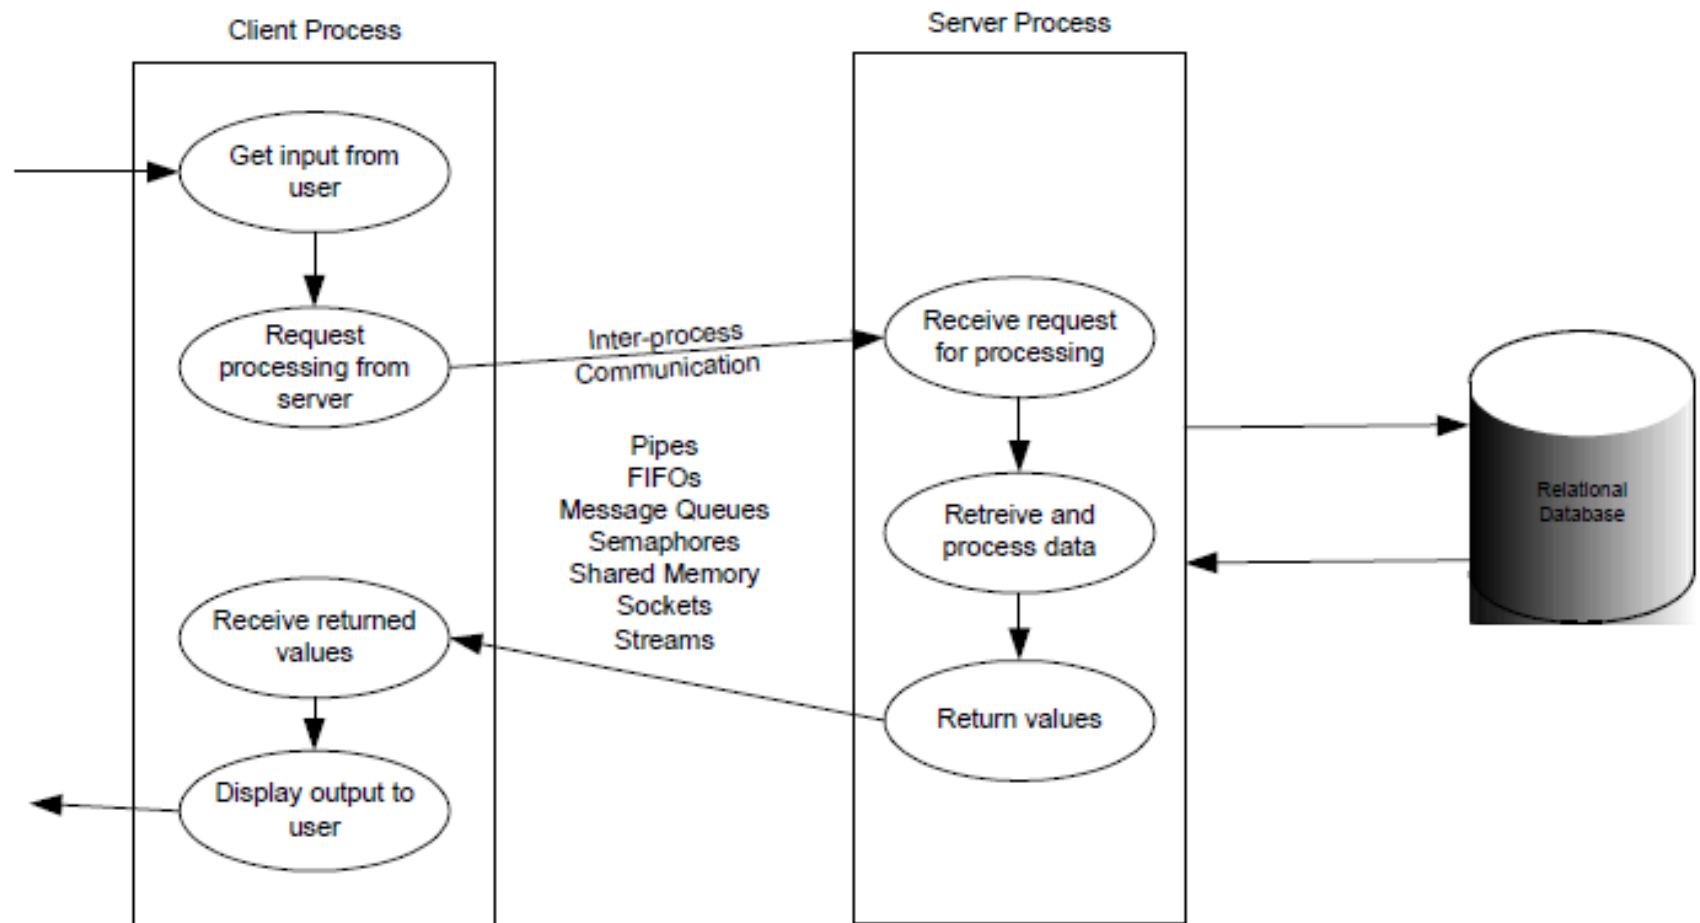 Client Process
Server Process
Get input from
user
Request
processing from
server
Inter-process
Communication
Pipes
FIFOs
Message Queues
Semaphores
Shared Memory
Sockets
Streams
Receive request
for processing
Retreive and
process data
Return values
Relational
Database
Receive returned
values
Display output to
user